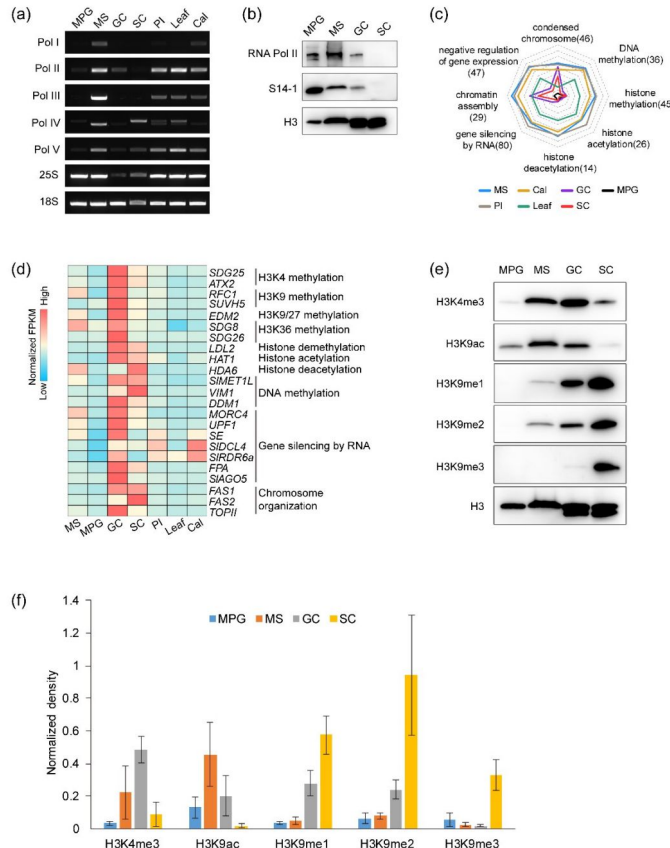 (a)
MPG MS GC SC PI Leaf Cal
Pol I
Pol II
Pol III
Pol IV
Pol V
25S
18S
(b)
MPG MS GC SC
RNA Pol II
S14-1
H3
(c)
condensed
chromosome(46)
DNA
methylation(36)
histone
methylation(45)
histone
acetylation(26)
histone
deacetylation(14)
gene silencing
by RNA(80)
chromatin
assembly
(29)
negative regulation
of gene expression
(47)
MS Cal GC MPG
PI Leaf SC
(d)
Normalized FPKM
Low High
SDG25
ATX2
RFC1
SUVH5
EDM2
SDG8
SDG26
LDL2
HAT1
HDA6
SlMET1L
VIM1
DDM1
MORC4
UPF1
SE
SlDCL4
SlRDR6a
FPA
SlAGO5
FAS1
FAS2
TOPII
H3K4 methylation
H3K9 methylation
H3K9/27 methylation
H3K36 methylation
Histone demethylation
Histone acetylation
Histone deacetylation
DNA methylation
Gene silencing by RNA
Chromosome
organization
MS MPG GC SC PI Leaf Cal
(e)
MPG MS GC SC
H3K4me3
H3K9ac
H3K9me1
H3K9me2
H3K9me3
H3
(f)
MPG MS GC SC
Normalized density
1.4
1.2
1
0.8
0.6
0.4
0.2
0
H3K4me3 H3K9ac H3K9me1 H3K9me2 H3K9me3